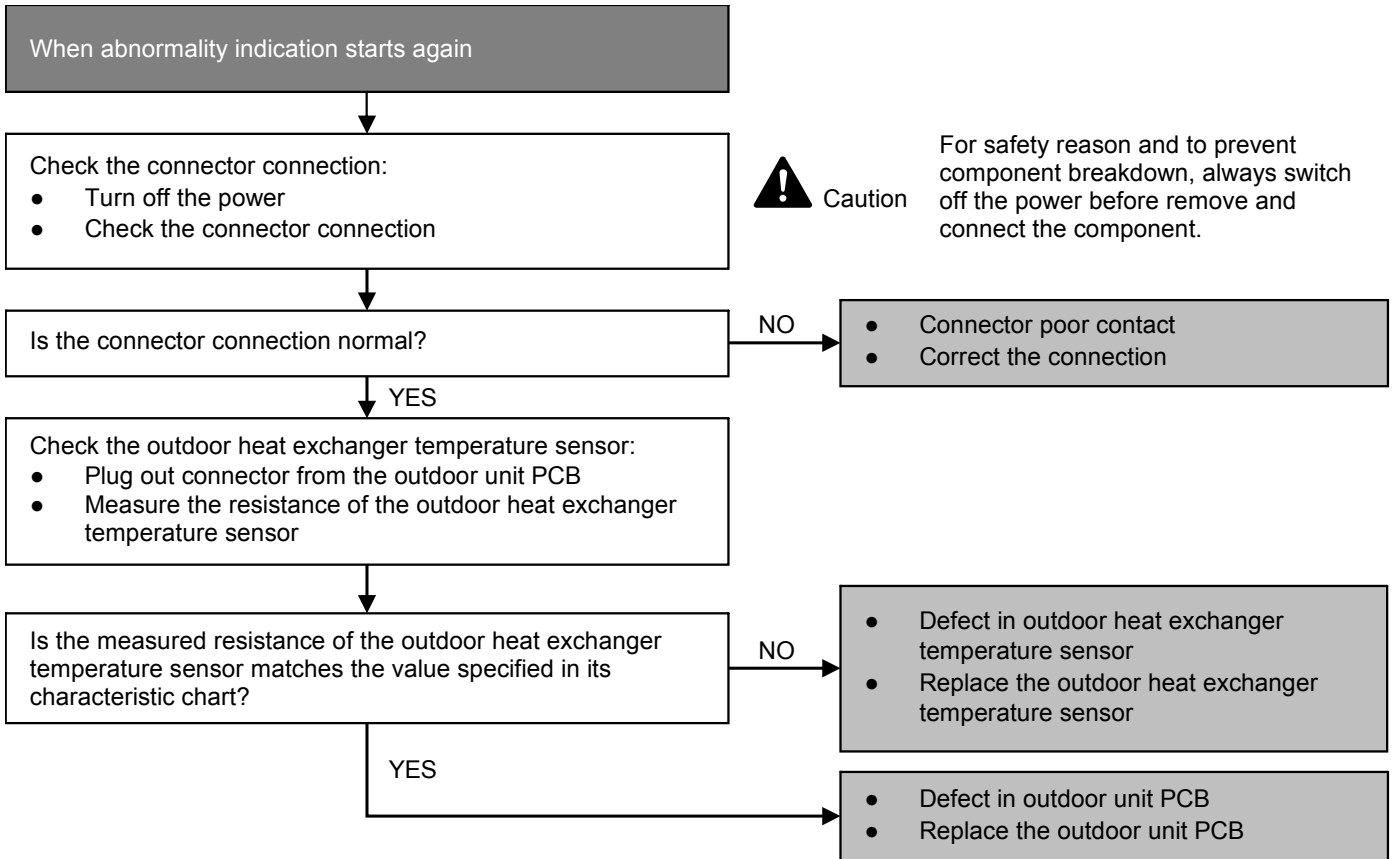 When abnormality indication starts again
Check the connector connection:
● Turn off the power
● Check the connector connection
Caution
For safety reason and to prevent
component breakdown, always switch
off the power before remove and
connect the component.
Is the connector connection normal?
NO
● Connector poor contact
● Correct the connection
YES
Check the outdoor heat exchanger temperature sensor:
● Plug out connector from the outdoor unit PCB
● Measure the resistance of the outdoor heat exchanger
temperature sensor
Is the measured resistance of the outdoor heat exchanger
temperature sensor matches the value specified in its
characteristic chart?
NO
● Defect in outdoor heat exchanger
temperature sensor
● Replace the outdoor heat exchanger
temperature sensor
YES
● Defect in outdoor unit PCB
● Replace the outdoor unit PCB